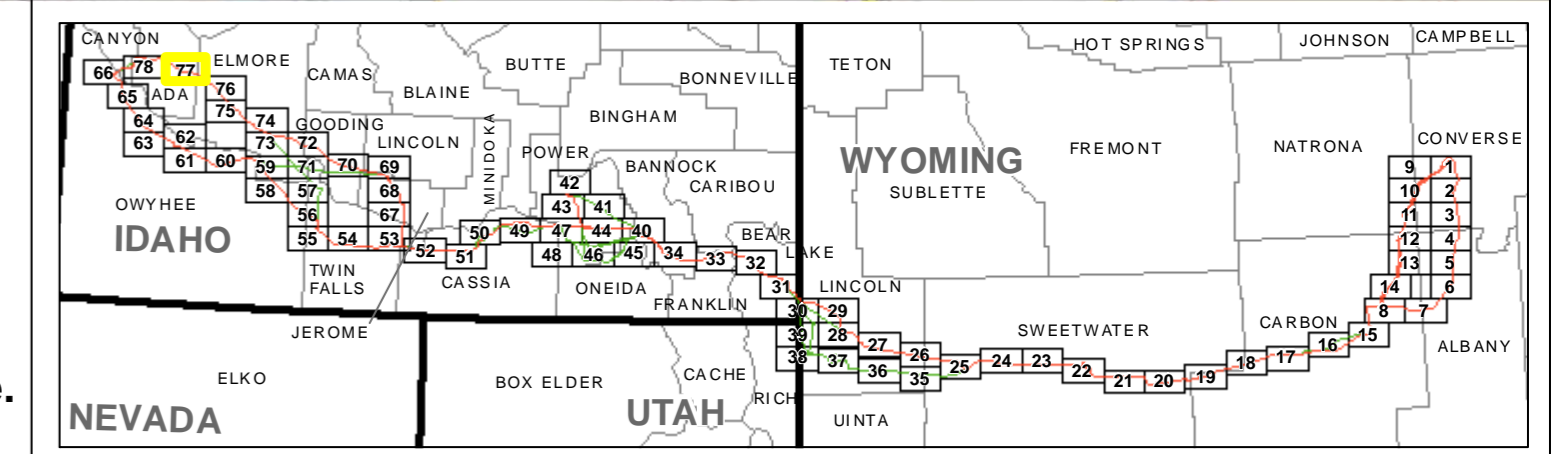 CANYON
HOT SPRINGS
JOHNSON
CAMPBELL
66
78
77
ELMORE
CAMAS
BUTTE
BONNEVILLE
TETON
65
ADA
76
BLAINE
75
BINGHAM
64
74
GOODING
MINIDOKA
CONVERSE
63
62
73
72
LINCOLN
POWER
BANNOCK
WYOMING
FREMONT
NATRONA
61
60
59
71
70
69
9
1
58
57
68
42
CARIBOU
SUBLETTE
10
2
OWYHEE
56
67
43
41
11
3
IDAHO
55
54
53
52
50
49
47
44
40
BEAR
LAKE
12
4
51
48
46
45
34
33
32
13
5
TWIN
FALLS
CASSIA
ONEIDA
31
LINCOLN
14
6
FRANKLIN
30
29
8
7
JEROME
39
28
SWEETWATER
CARBON
15
38
37
27
26
25
24
23
22
21
20
19
18
17
16
ALBANY
36
35
ELKO
BOX ELDER
CACHE
RICH
e.
NEVADA
UTAH
UINTA